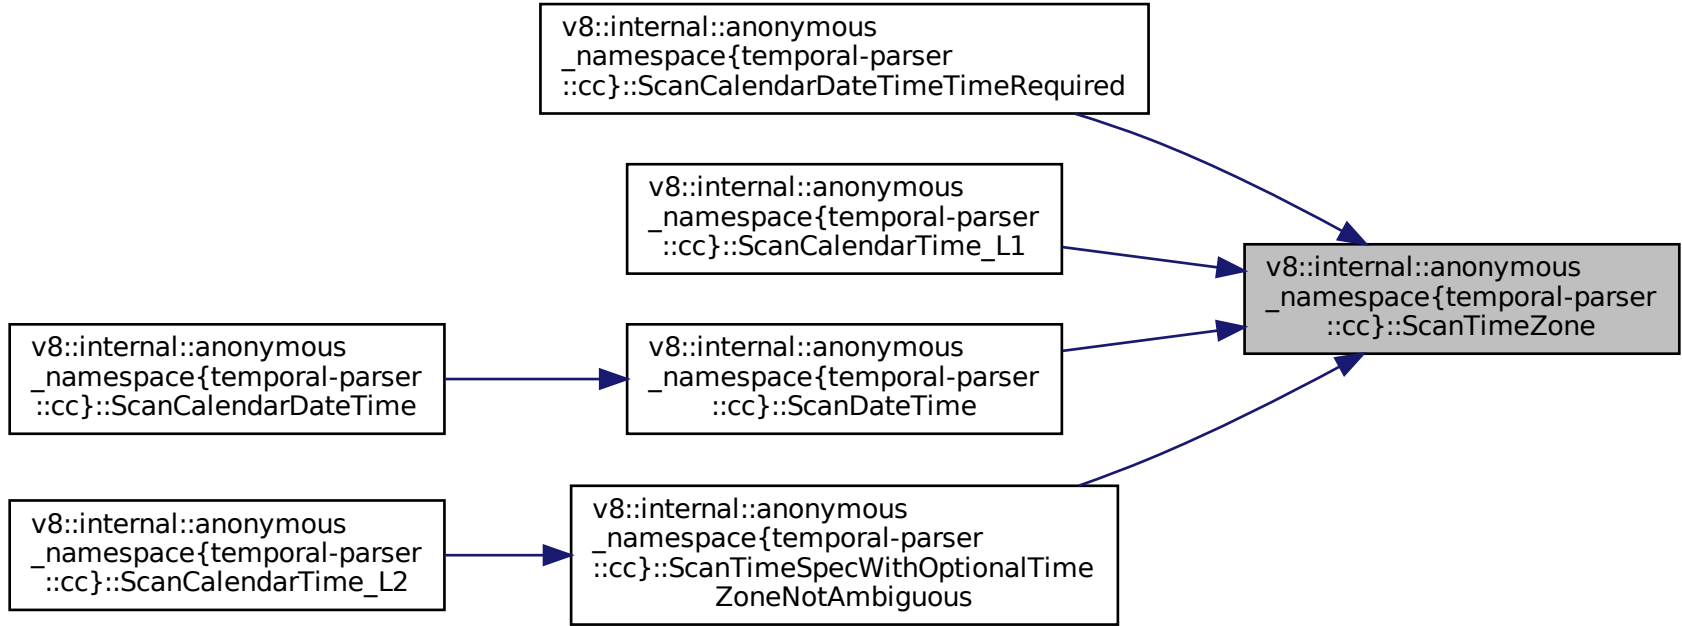 v8::internal::anonymous
_namespace{temporal-parser
::cc}::ScanCalendarDateTimeTimeRequired
v8::internal::anonymous
_namespace{temporal-parser
::cc}::ScanCalendarTime_L1
v8::internal::anonymous
_namespace{temporal-parser
::cc}::ScanTimeZone
v8::internal::anonymous
_namespace{temporal-parser
::cc}::ScanCalendarDateTime
v8::internal::anonymous
_namespace{temporal-parser
::cc}::ScanDateTime
v8::internal::anonymous
_namespace{temporal-parser
::cc}::ScanCalendarTime_L2
v8::internal::anonymous
_namespace{temporal-parser
::cc}::ScanTimeSpecWithOptionalTime
ZoneNotAmbiguous